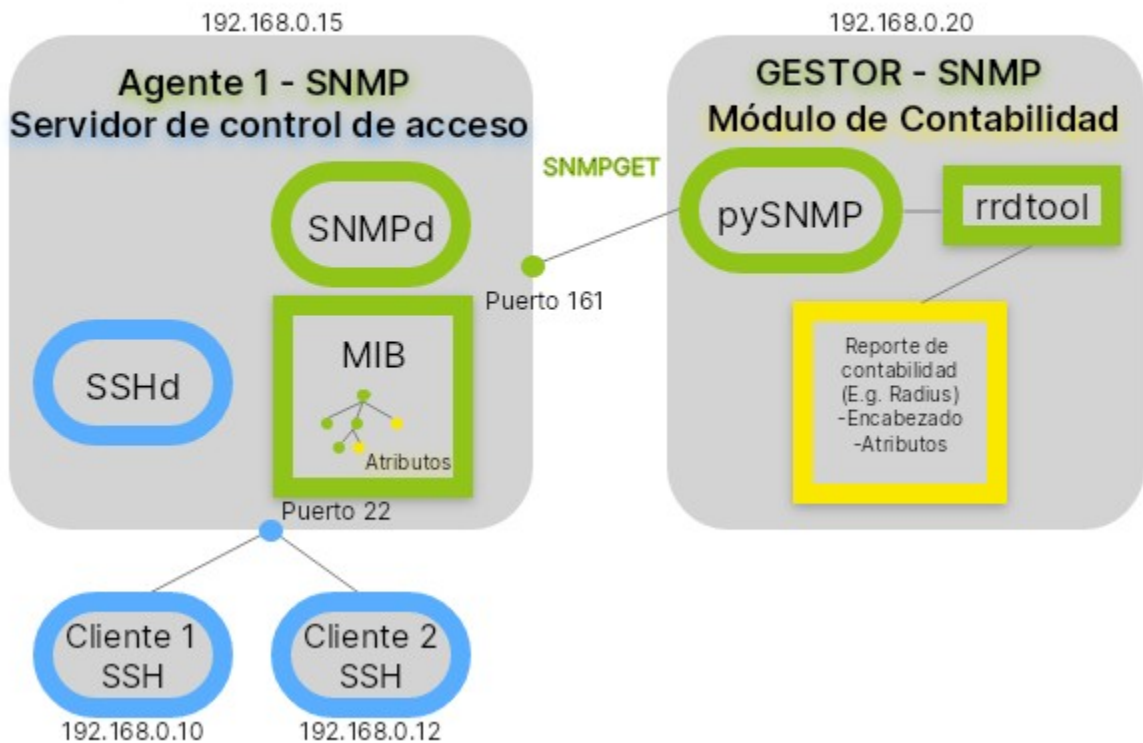 192.168.0.15
Agente 1 - SNMP
Servidor de control de acceso
SNMPd
SSHd
MIB
Atributos
Puerto 22
SNMPGET
Puerto 161
192.168.0.20
GESTOR - SNMP
Módulo de Contabilidad
pySNMP
rrdtool
Reporte de
contabilidad
(E.g. Radius)
-Encabezado
-Atributos
Cliente 1
SSH
192.168.0.10
Cliente 2
SSH
192.168.0.12